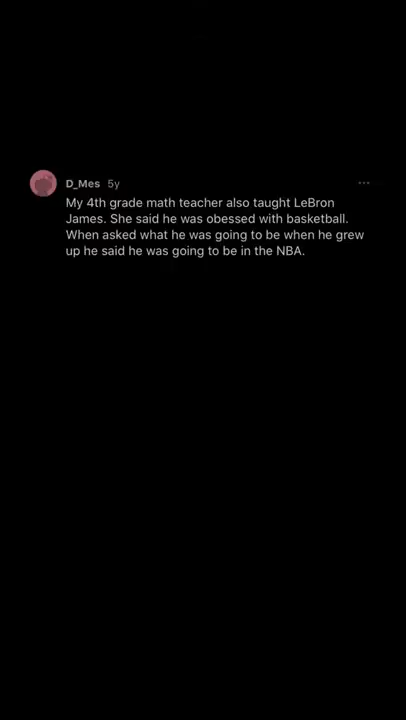 D_Mes 5y
My 4th grade math teacher also taught LeBron
James. She said he was obessed with basketball.
When asked what he was going to be when he grew
up he said he was going to be in the NBA.